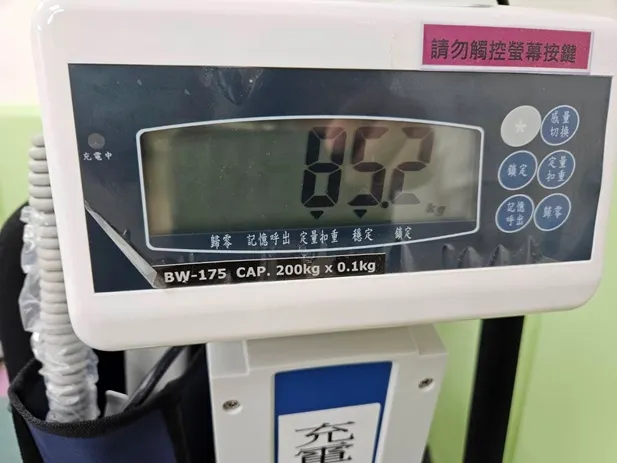 請勿觸控螢幕按鍵
充電中
85.2 kg
歸零 記憶呼出 定量扣重 穩定 鎖定
質量切換
鎖定
定量扣重
記憶呼出
歸零
BW-175 CAP. 200kg x 0.1kg
充電